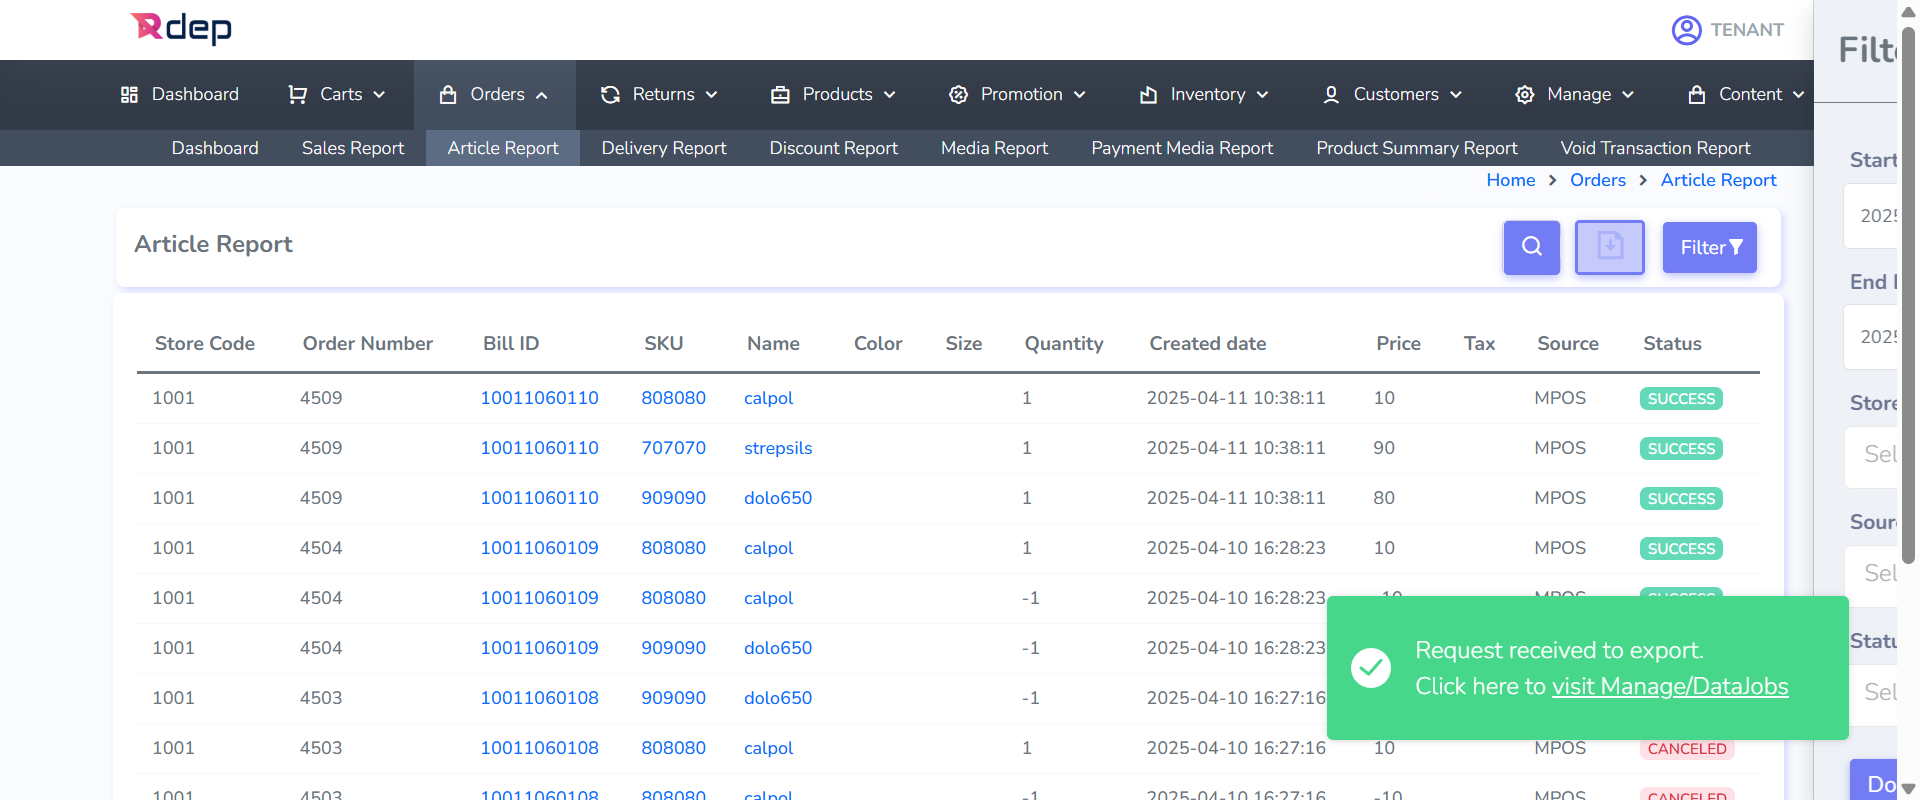 Rdep
TENANT
Dashboard Carts Orders Returns Products Promotion Inventory Customers Manage Content
Dashboard Sales Report Article Report Delivery Report Discount Report Media Report Payment Media Report Product Summary Report Void Transaction Report
Home > Orders > Article Report
Article Report
Filter
Store Code Order Number Bill ID SKU Name Color Size Quantity Created date Price Tax Source Status
1001 4509 10011060110 808080 calpol 1 2025-04-11 10:38:11 10 MPOS SUCCESS
1001 4509 10011060110 707070 strepsils 1 2025-04-11 10:38:11 90 MPOS SUCCESS
1001 4509 10011060110 909090 dolo650 1 2025-04-11 10:38:11 80 MPOS SUCCESS
1001 4504 10011060109 808080 calpol 1 2025-04-10 16:28:23 10 MPOS SUCCESS
1001 4504 10011060109 808080 calpol -1 2025-04-10 16:28:23 -10 MPOS SUCCESS
1001 4504 10011060109 909090 dolo650 -1 2025-04-10 16:28:23
1001 4503 10011060108 909090 dolo650 -1 2025-04-10 16:27:16
1001 4503 10011060108 808080 calpol 1 2025-04-10 16:27:16 10 MPOS CANCELED
1001 4503 10011060108 808080 calpol -1 2025-04-10 16:27:16 -10 MPOS CANCELED
Request received to export.
Click here to visit Manage/DataJobs
Start
2025
End
2025
Store